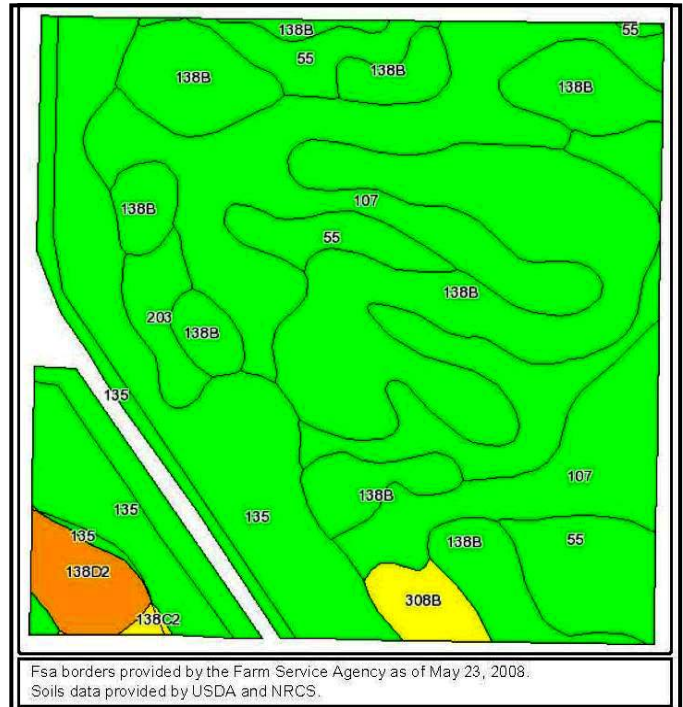 138B
55
55
138B
138B
138B
107
138B
55
138B
203
138B
135
107
138B
135
135
138B
55
135
138D2
308B
138C2
Fsa borders provided by the Farm Service Agency as of May 23, 2008.
Soils data provided by USDA and NRCS.